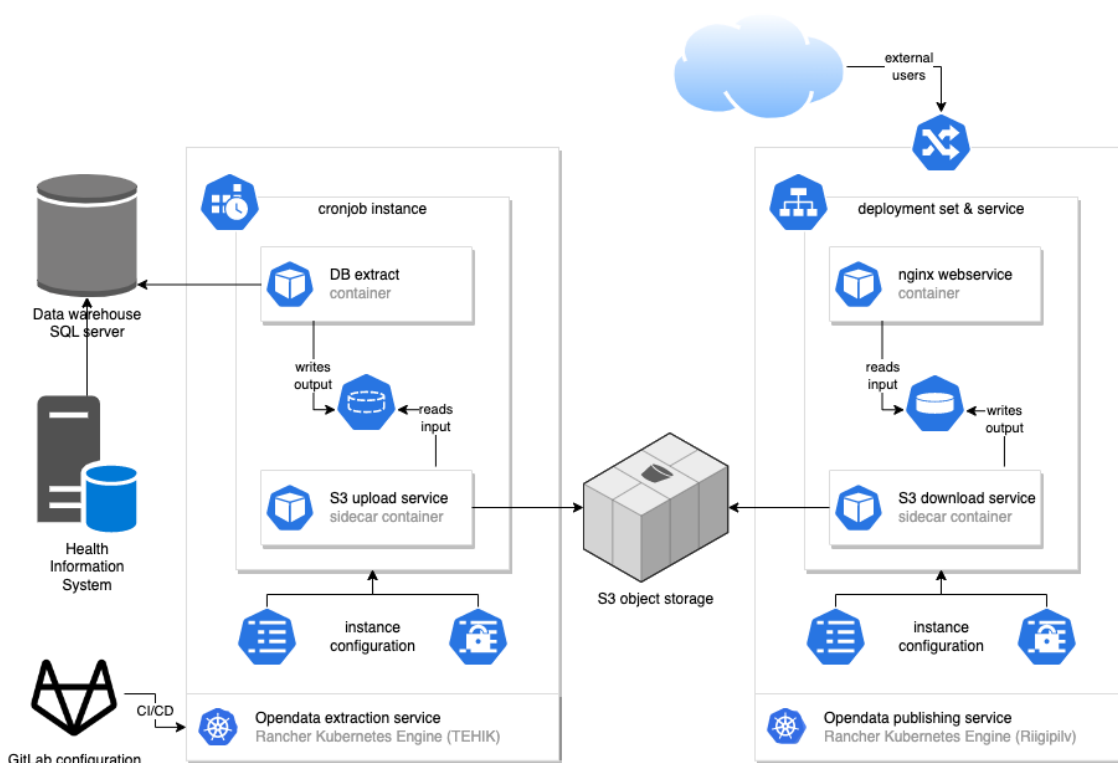 external
users
cronjob instance
deployment set & service
DB extract
container
nginx webservice
container
Data warehouse
SQL server
writes
output
reads
input
reads
input
writes
output
S3 upload service
sidecar container
S3 download service
sidecar container
Health
Information
System
S3 object storage
instance
configuration
instance
configuration
CI/CD
Opendata extraction service
Rancher Kubernetes Engine (TEHIK)
Opendata publishing service
Rancher Kubernetes Engine (Riigipilv)
GitLab configuration